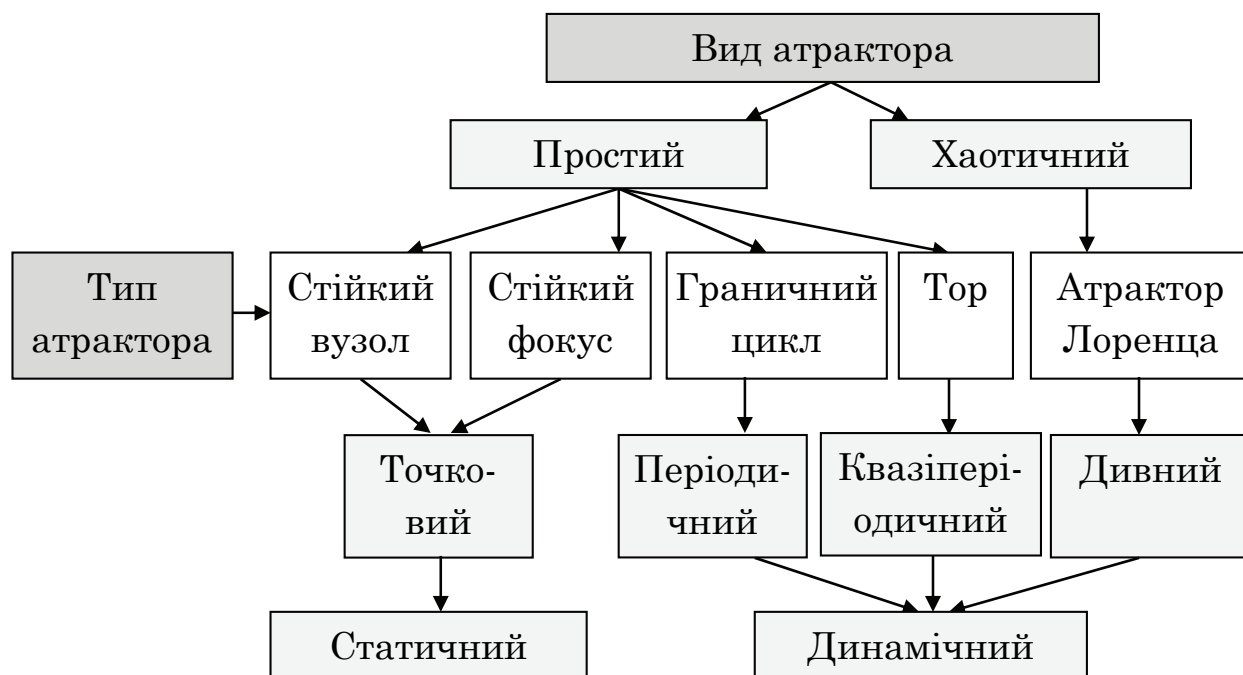 Вид атрактора
Простий
Хаотичний
Тип
атрактора
Стійкий
вузол
Стійкий
фокус
Граничний
цикл
Тор
Атрактор
Лоренца
Точко-
вий
Періоди-
чний
Квазіпері-
одичний
Дивний
Статичний
Динамічний